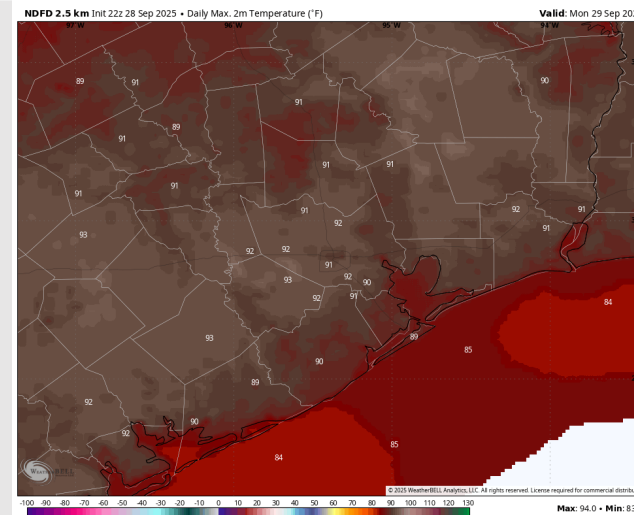 NDFD 2.5 km Init 22z 28 Sep 2025 • Daily Max. 2m Temperature (°F)
Valid: Mon 29 Sep 202
97°W 96°W 95°W 94°W
89 91 90
91
89
91
91 91
91 91
91 92 91
93 92 91
92 92
91
93 92 90
92 91
84
93 89
85
90
89
92
90
92
85
84
WEATHERBELL
© 2025 WeatherBELL Analytics, LLC. All rights reserved. License required for commercial distribu
-100 -90 -80 -70 -60 -50 -40 -30 -20 -10 0 10 20 30 40 50 60 70 80 90 100 110 120 130
Max: 94.0 • Min: 83